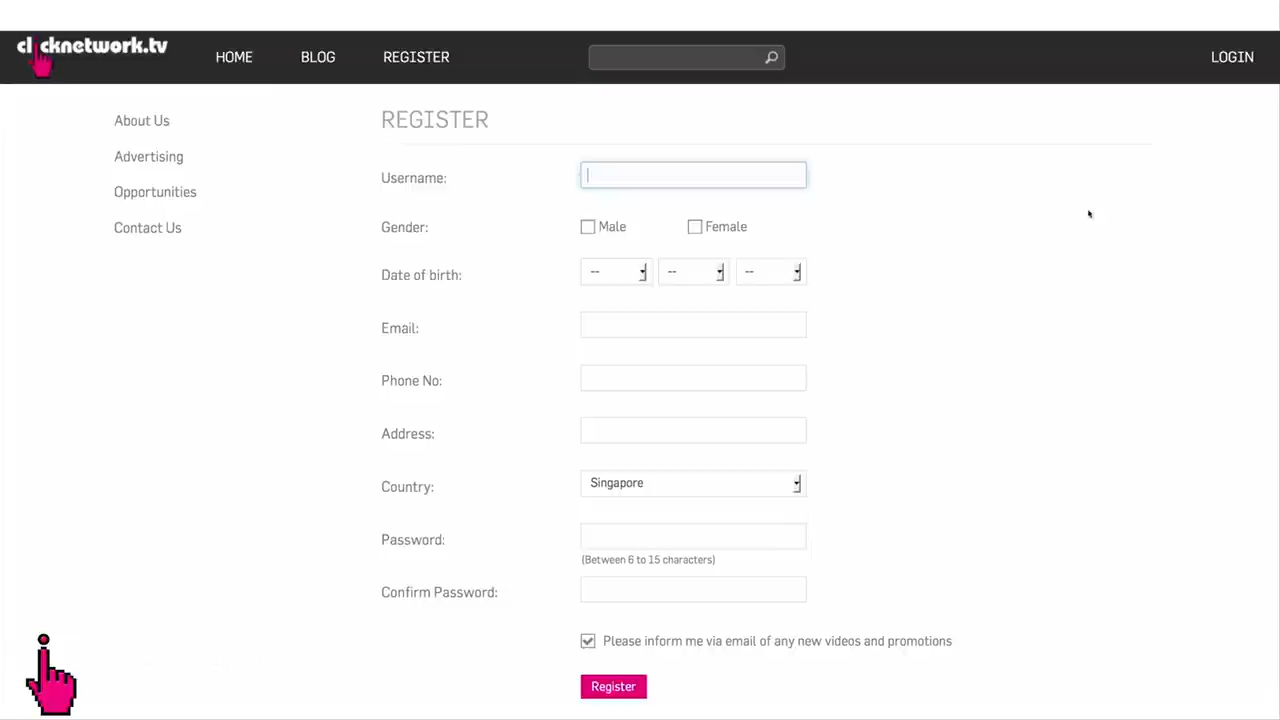 clicknetwork.tv
HOME BLOG REGISTER LOGIN
About Us
Advertising
Opportunities
Contact Us
REGISTER
Username:
Gender: Male Female
Date of birth: -- -- --
Email:
Phone No:
Address:
Country: Singapore
Password:
(Between 6 to 15 characters)
Confirm Password:
Please inform me via email of any new videos and promotions
Register